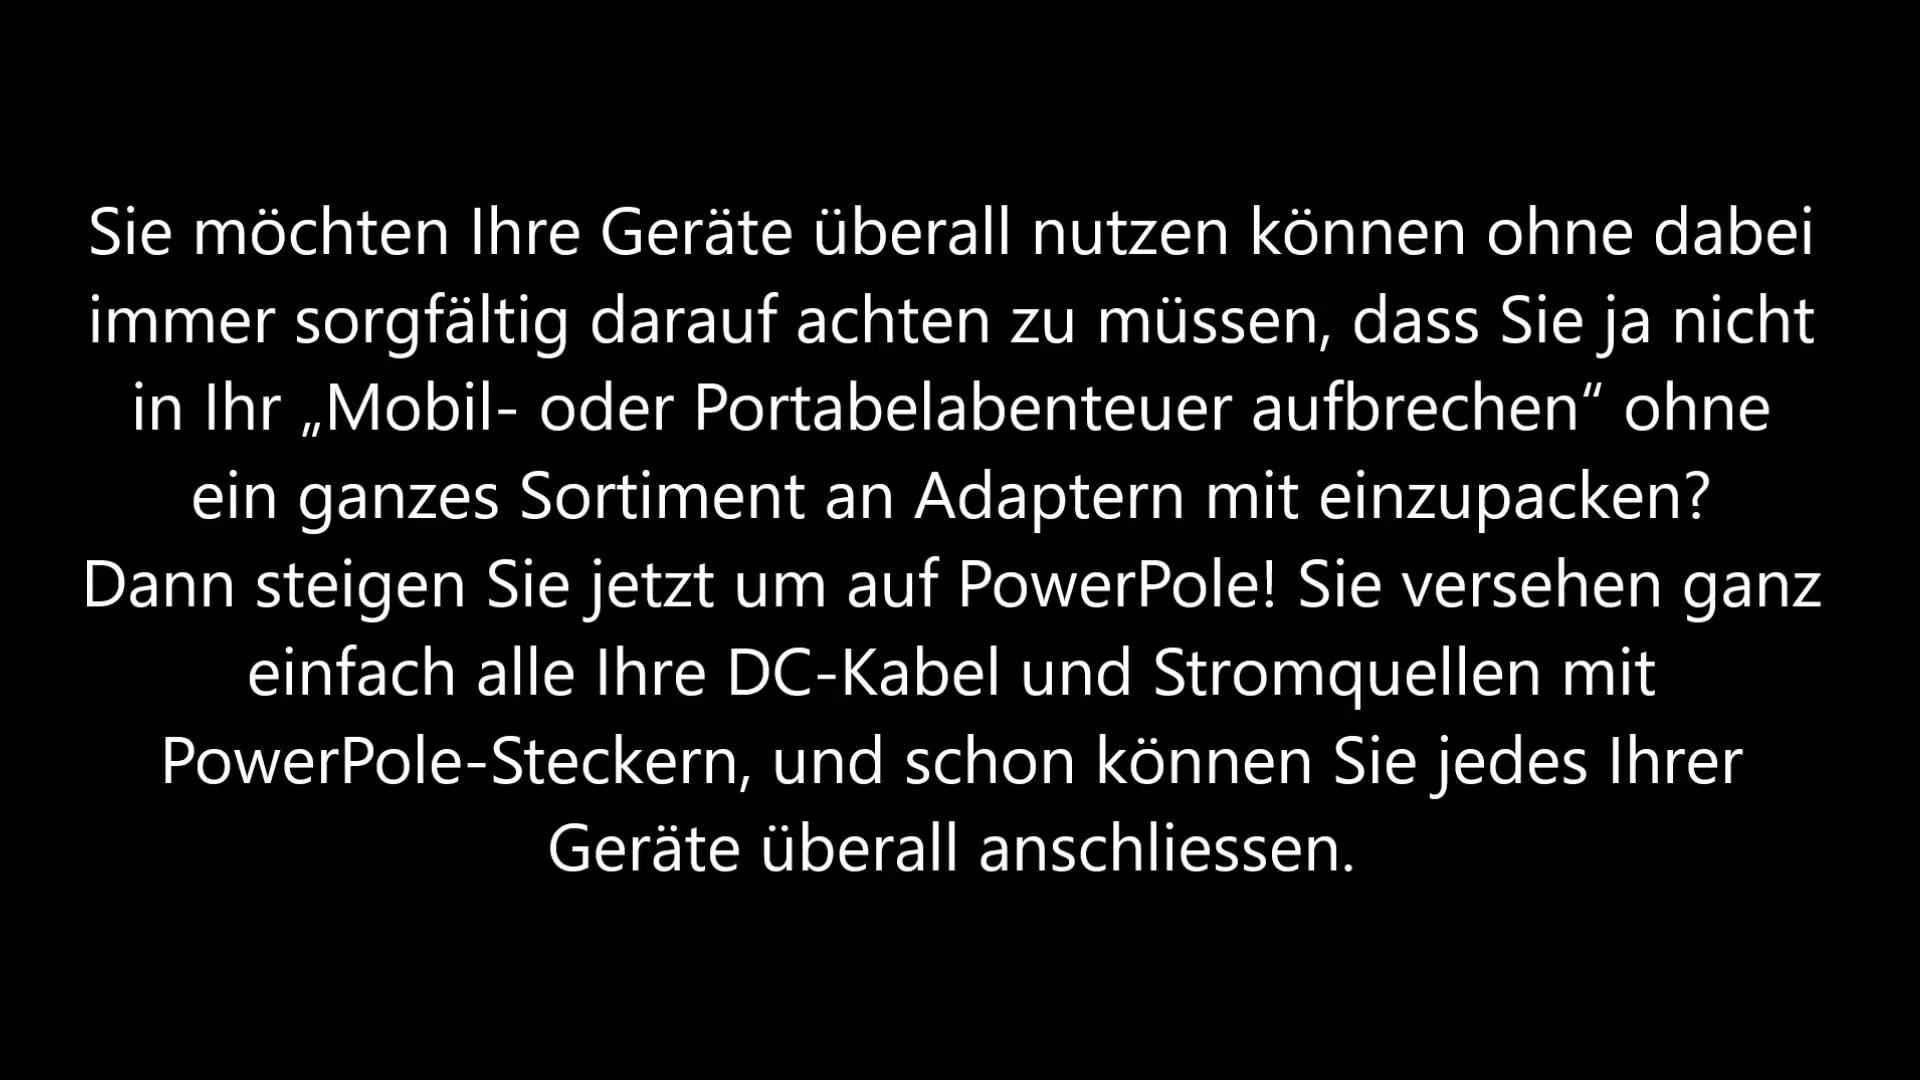 Sie möchten Ihre Geräte überall nutzen können ohne dabei
immer sorgfältig darauf achten zu müssen, dass Sie ja nicht
in Ihr „Mobil- oder Portabelabenteuer aufbrechen“ ohne
ein ganzes Sortiment an Adaptern mit einzupacken?
Dann steigen Sie jetzt um auf PowerPole! Sie versehen ganz
einfach alle Ihre DC-Kabel und Stromquellen mit
PowerPole-Steckern, und schon können Sie jedes Ihrer
Geräte überall anschliessen.